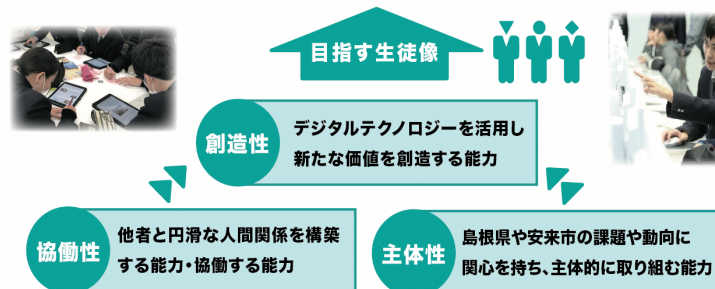 目指す生徒像
創造性
デジタルテクノロジーを活用し
新たな価値を創造する能力
協働性
他者と円滑な人間関係を構築
する能力・協働する能力
主体性
島根県や安来市の課題や動向に
関心を持ち、主体的に取り組む能力